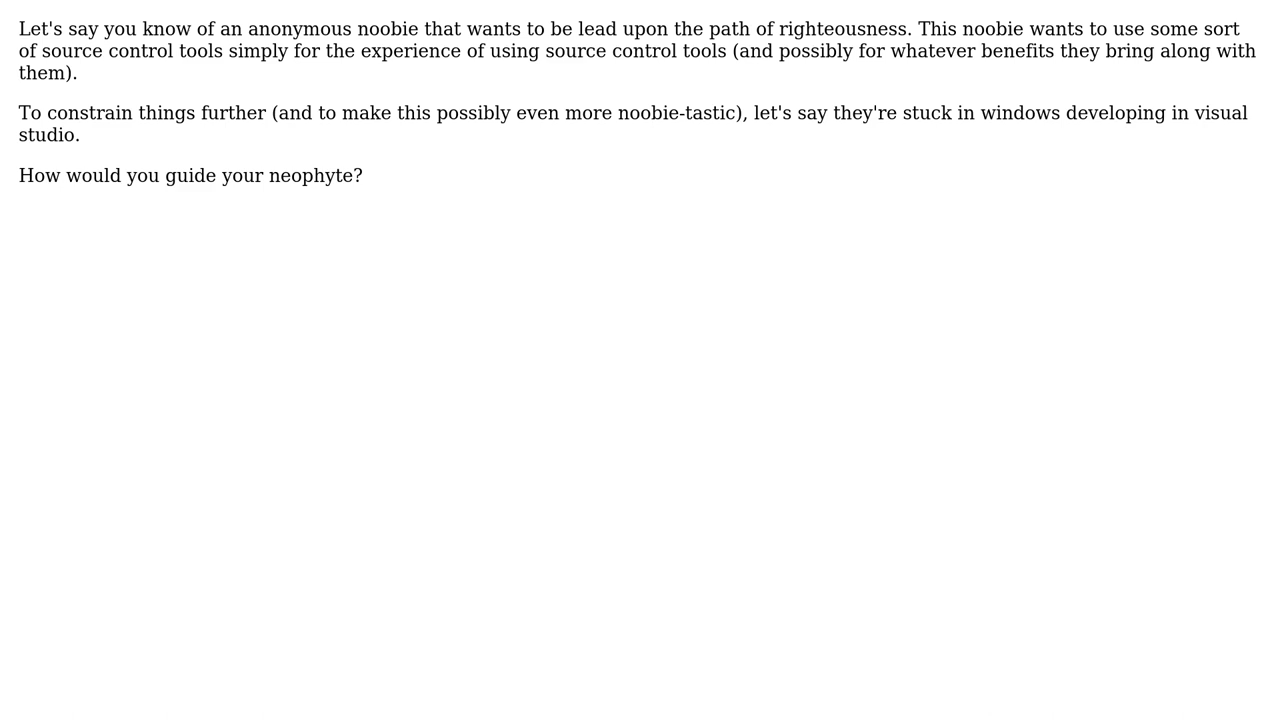 Let's say you know of an anonymous noobie that wants to be lead upon the path of righteousness. This noobie wants to use some sort
of source control tools simply for the experience of using source control tools (and possibly for whatever benefits they bring along with
them).
To constrain things further (and to make this possibly even more noobie-tastic), let's say they're stuck in windows developing in visual
studio.
How would you guide your neophyte?